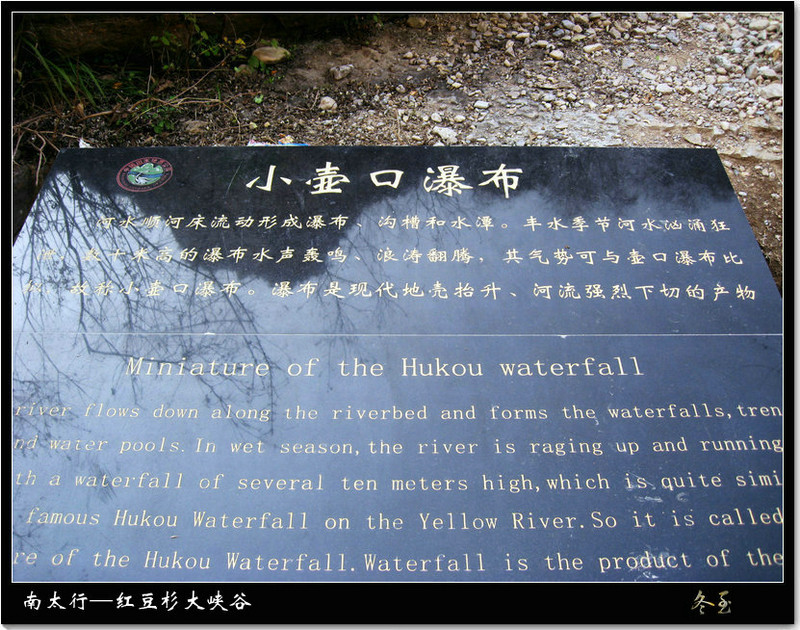 小壶口瀑布
河水顺河床流动形成瀑布、沟槽和水潭。丰水季节河水汹涌狂
数十米高的瀑布水声轰鸣、浪涛翻腾,其气势可与壶口瀑布比
故称小壶口瀑布。瀑布是现代地壳抬升、河流强烈下切的产物
Miniature of the Hukou waterfall
river flows down along the riverbed and forms the waterfalls,tren
nd water pools.In wet season,the river is raging up and running
th a waterfall of several ten meters high,which is quite simi
famous Hukou Waterfall on the Yellow River.So it is called
re of the Hukou Waterfall.Waterfall is the product of the
南太行—红豆杉大峡谷
冬至